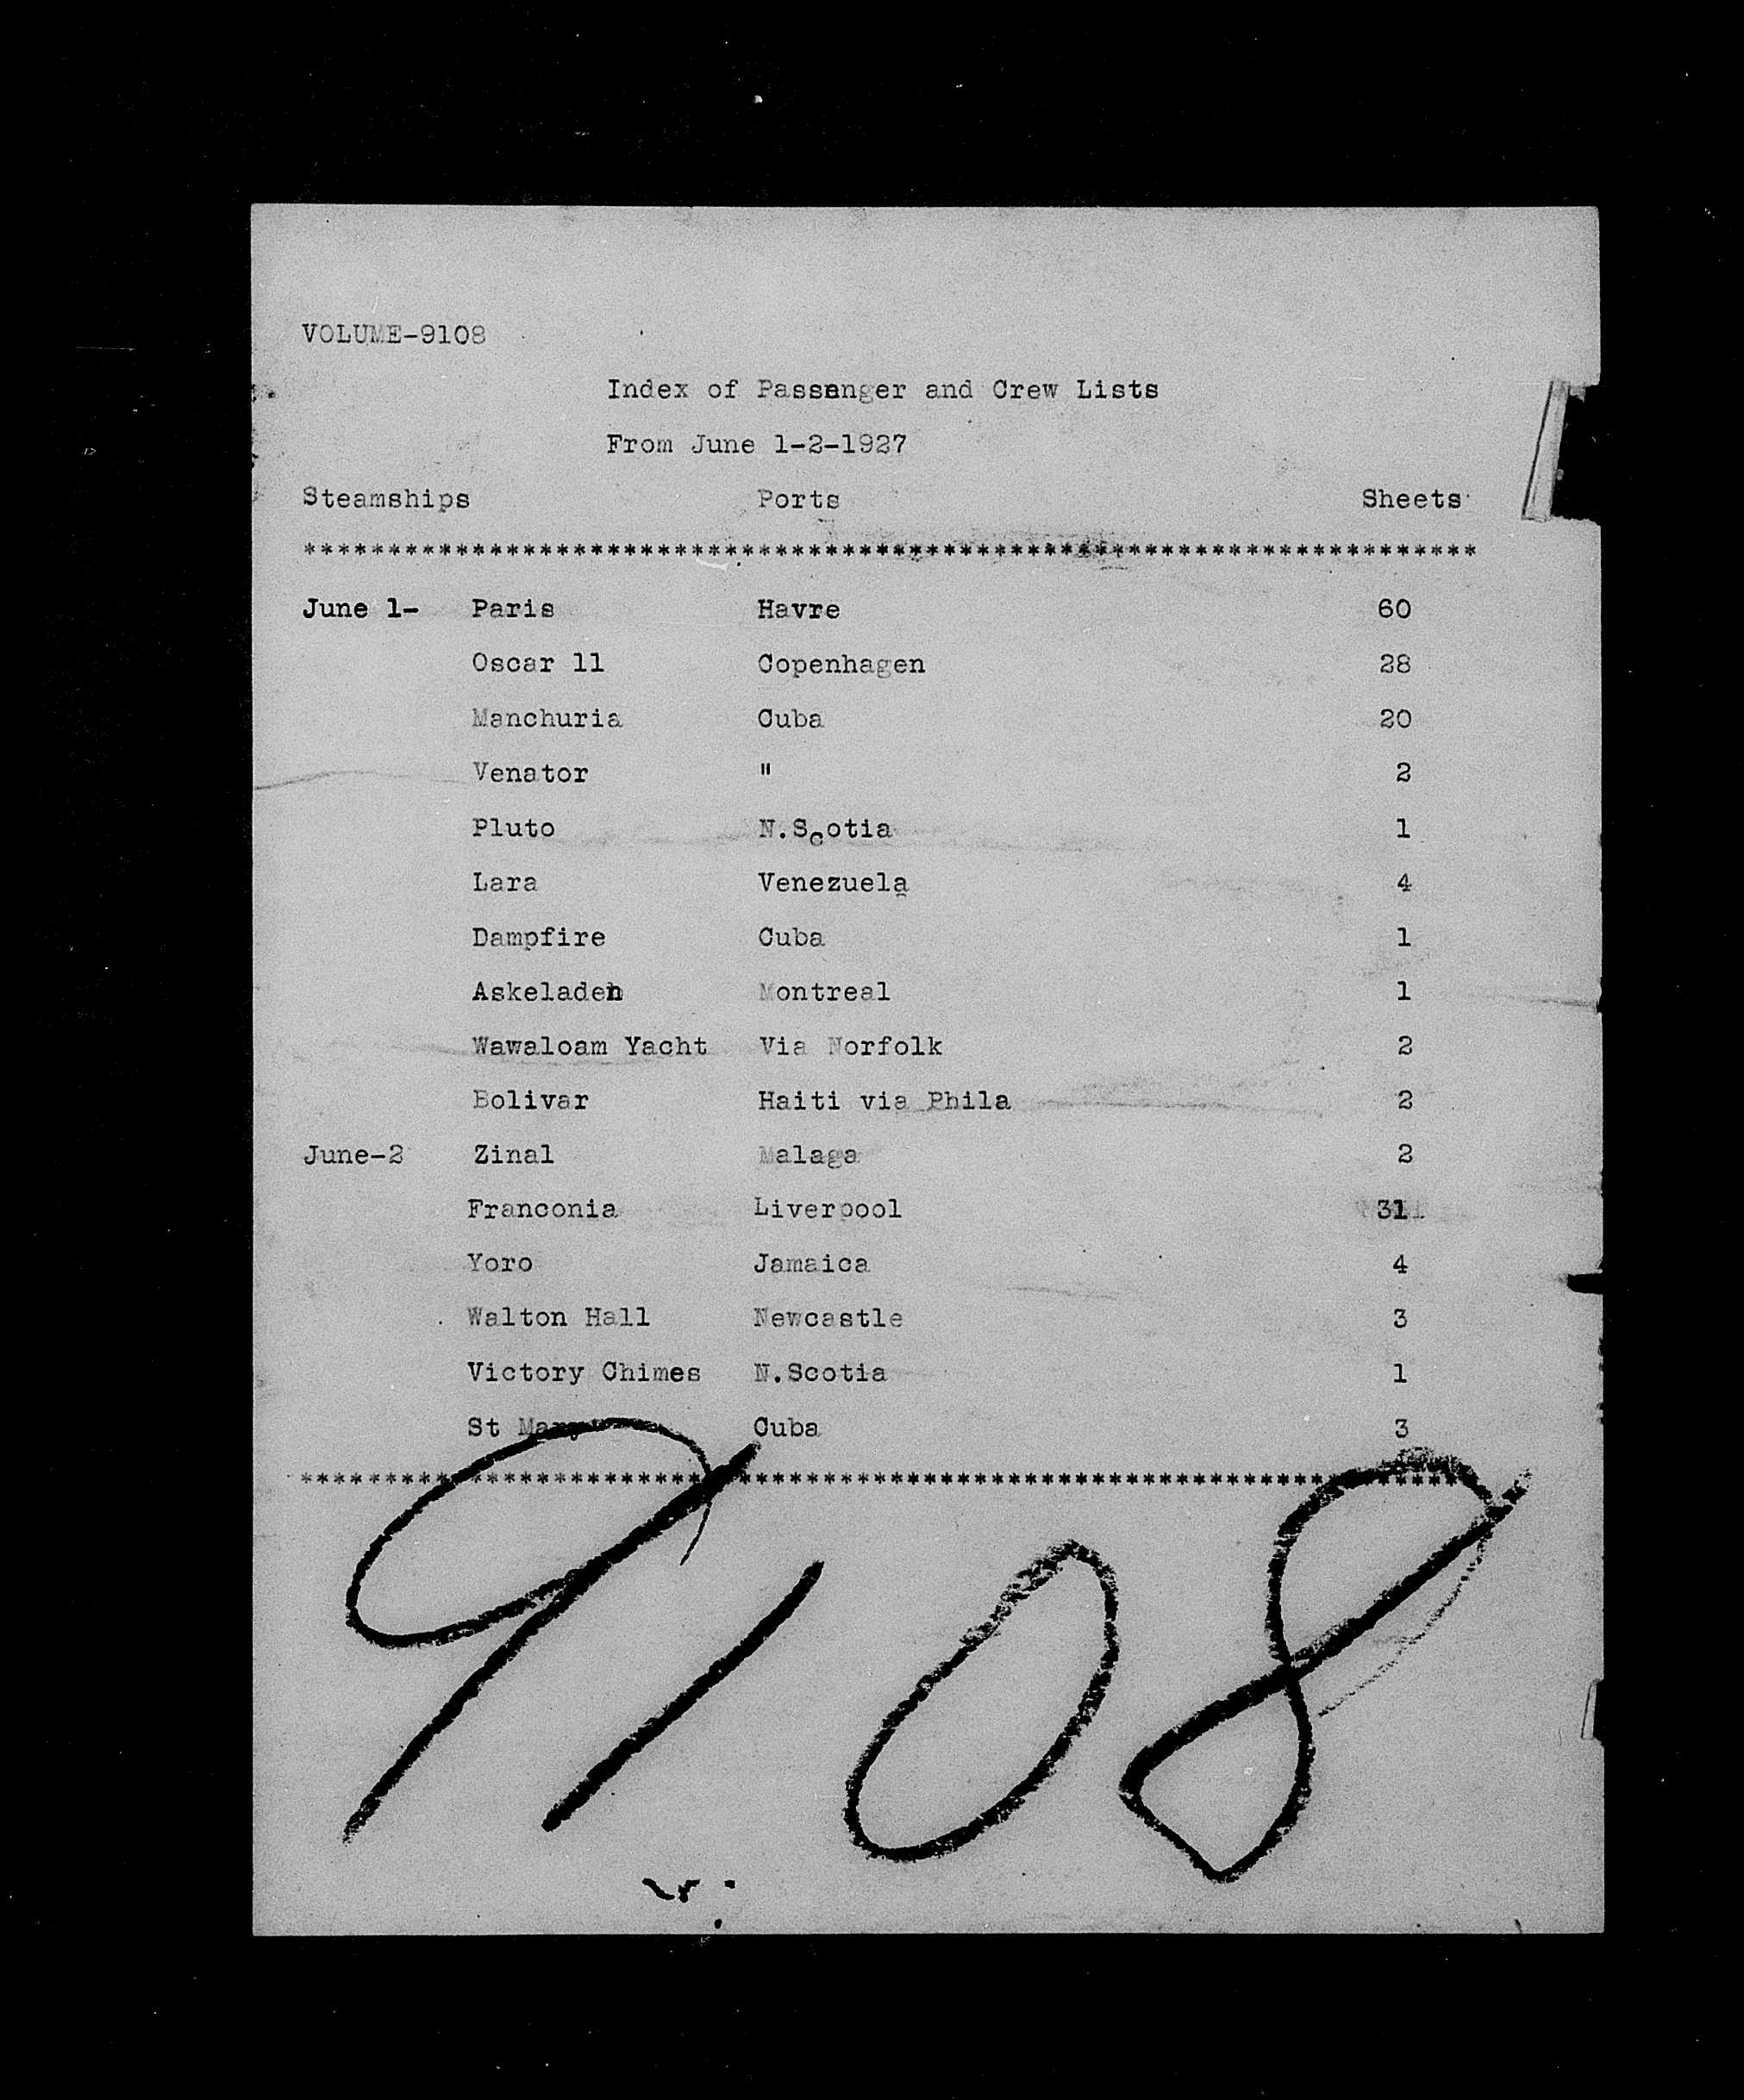 VOLUME-9108
Index of Passenger and Crew Lists
From June 1-2-1927
Steamships Ports Sheets
**********************************************************************
June 1- Paris Havre 60
Oscar 11 Copenhagen 28
Manchuria Cuba 20
Venator " 2
Pluto N.Scotia 1
Lara Venezuela 4
Dampfire Cuba 1
Askeladen Montreal 1
Wawaloam Yacht Via Norfolk 2
Bolivar Haiti via Phila 2
June-2 Zinal Malaga 2
Franconia Liverpool 31
Yoro Jamaica 4
Walton Hall Newcastle 3
Victory Chimes N.Scotia 1
St Mary Cuba 3
**********************************************************************
9108